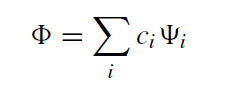 Φ = ∑_i c_i Ψ_i